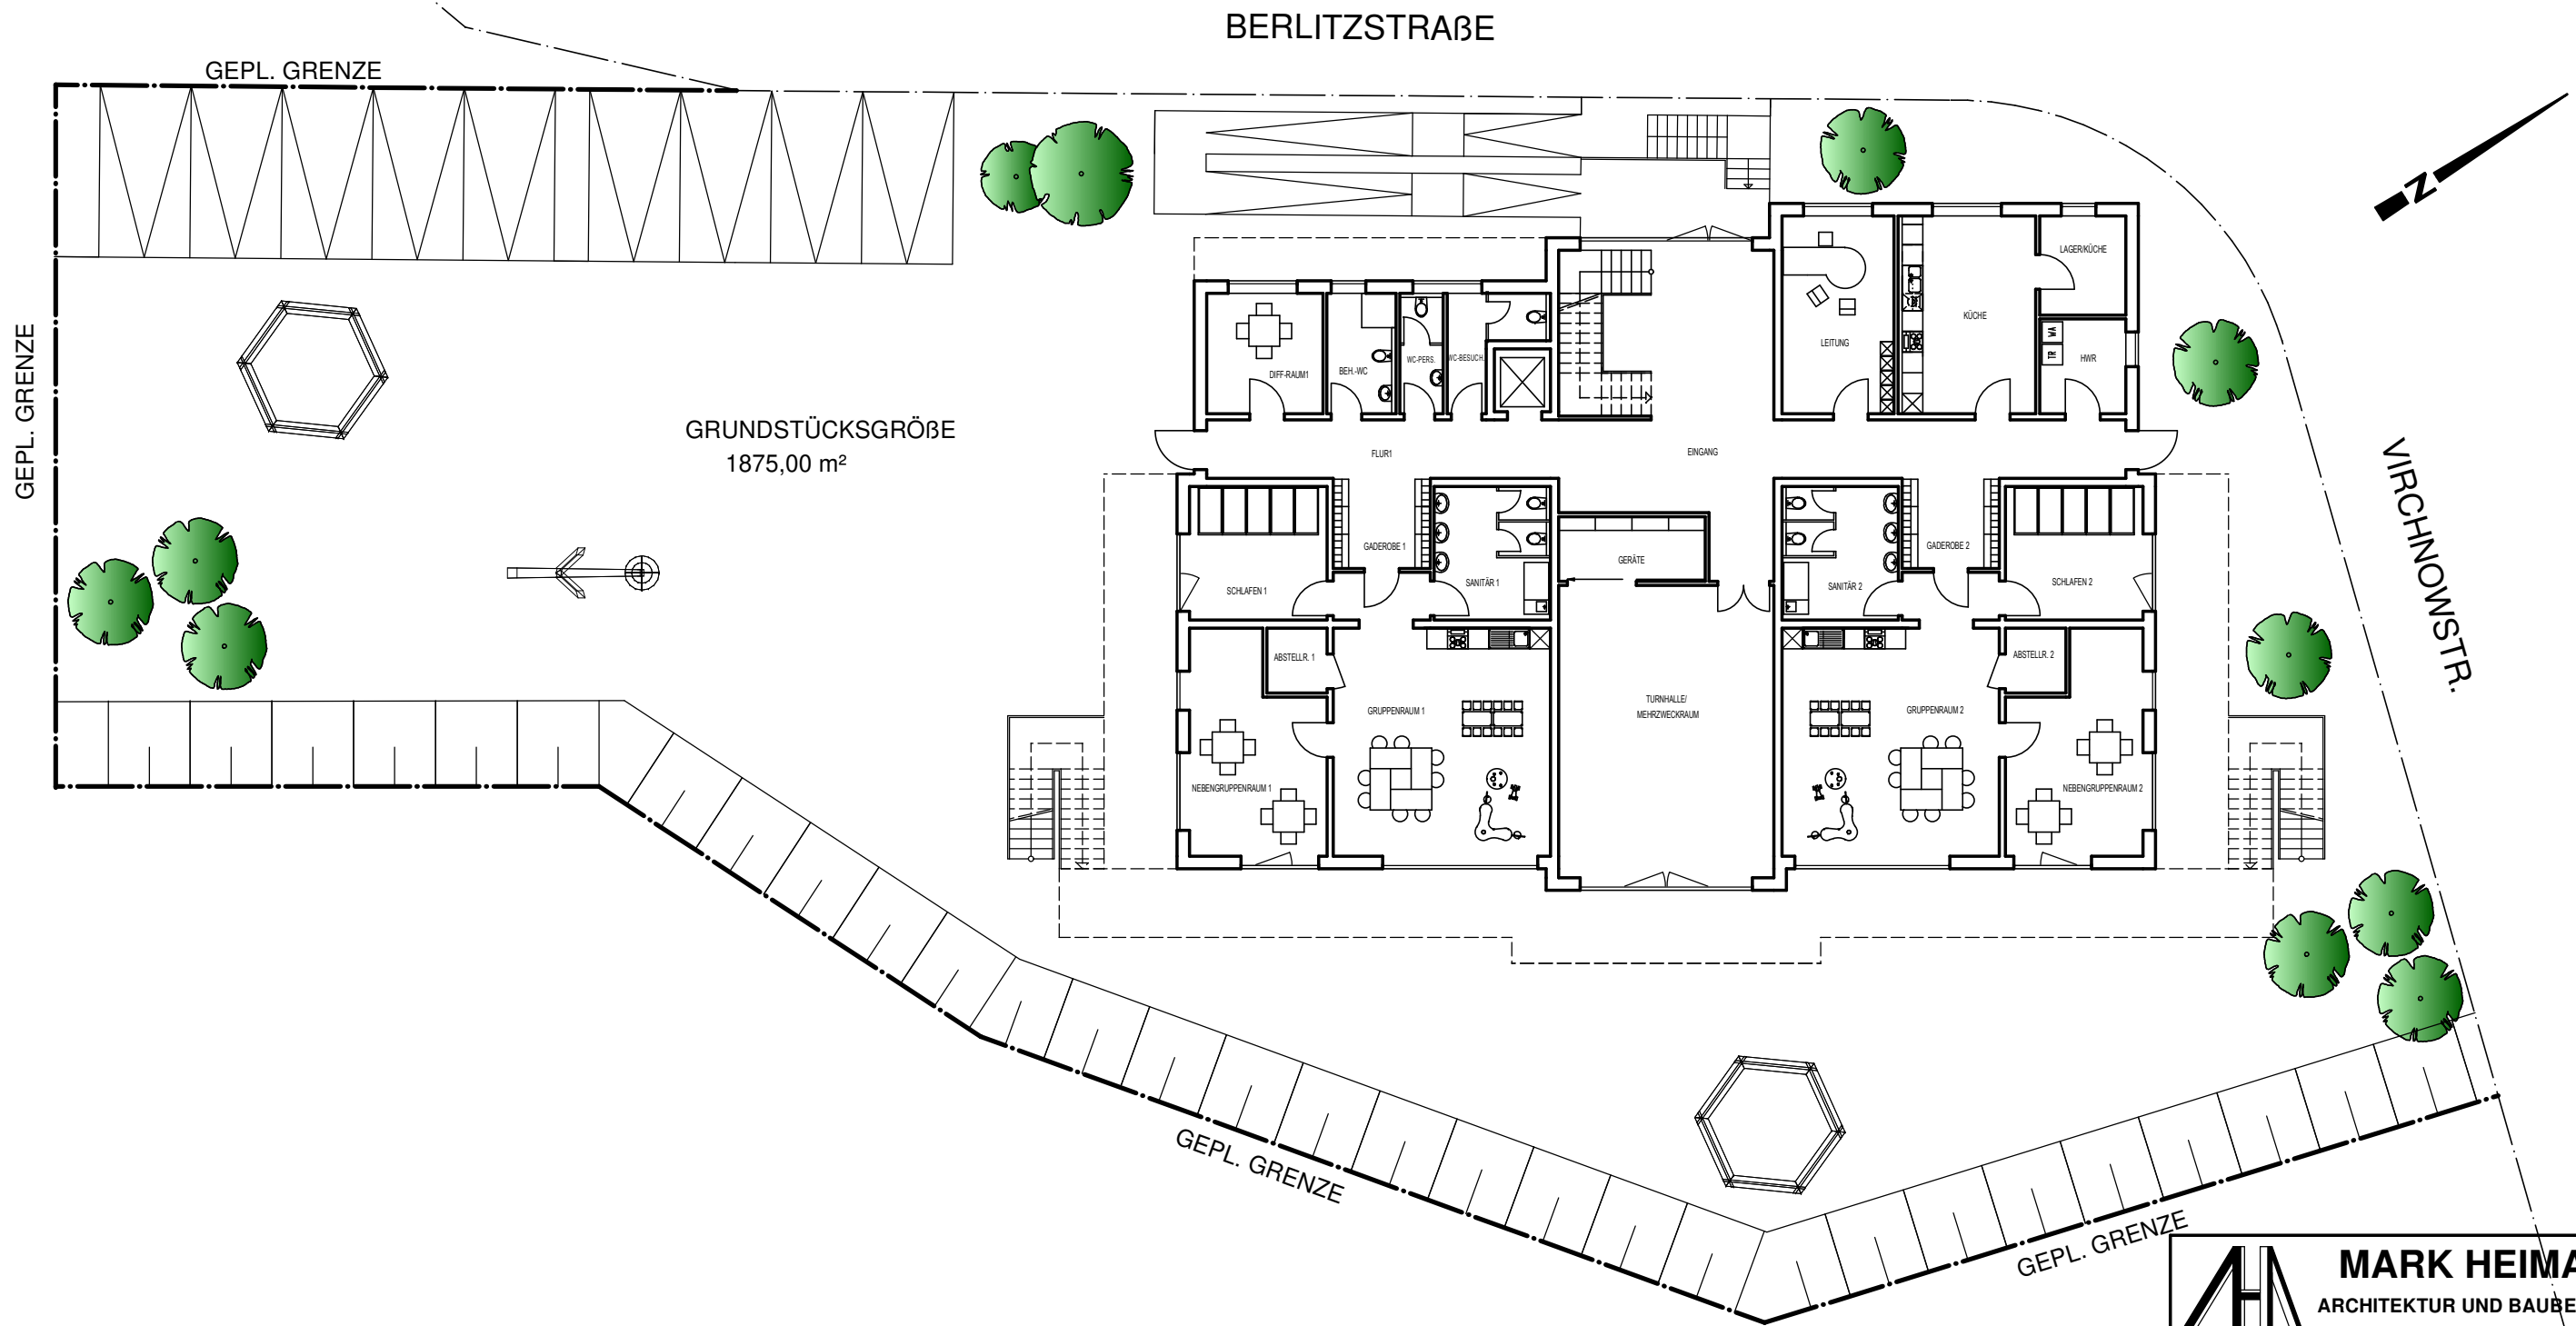 BERLITZSTRAßE
GEPL. GRENZE
GEPL. GRENZE
GRUNDSTÜCKSGRÖßE
1875,00 m²
N
VIRCHNOWSTR.
DIFF-RAUM1
BEH.-WC
WC-PERS.
WC-BESUCH.
LEITUNG
KÜCHE
LAGER/KÜCHE
WA
TR
HWR
FLUR1
EINGANG
SCHLAFEN 1
GADEROBE 1
SANITÄR 1
GERÄTE
SANITÄR 2
GADEROBE 2
SCHLAFEN 2
ABSTELLR. 1
GRUPPENRAUM 1
NEBENGRUPPENRAUM 1
TURNHALLE/
MEHRZWECKRAUM
GRUPPENRAUM 2
ABSTELLR. 2
NEBENGRUPPENRAUM 2
GEPL. GRENZE
GEPL. GRENZE
MARK HEIMA
ARCHITEKTUR UND BAUBE